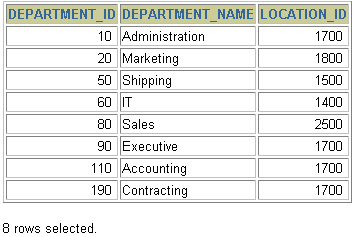 DEPARTMENT_ID DEPARTMENT_NAME LOCATION_ID
10 Administration 1700
20 Marketing 1800
50 Shipping 1500
60 IT 1400
80 Sales 2500
90 Executive 1700
110 Accounting 1700
190 Contracting 1700
8 rows selected.